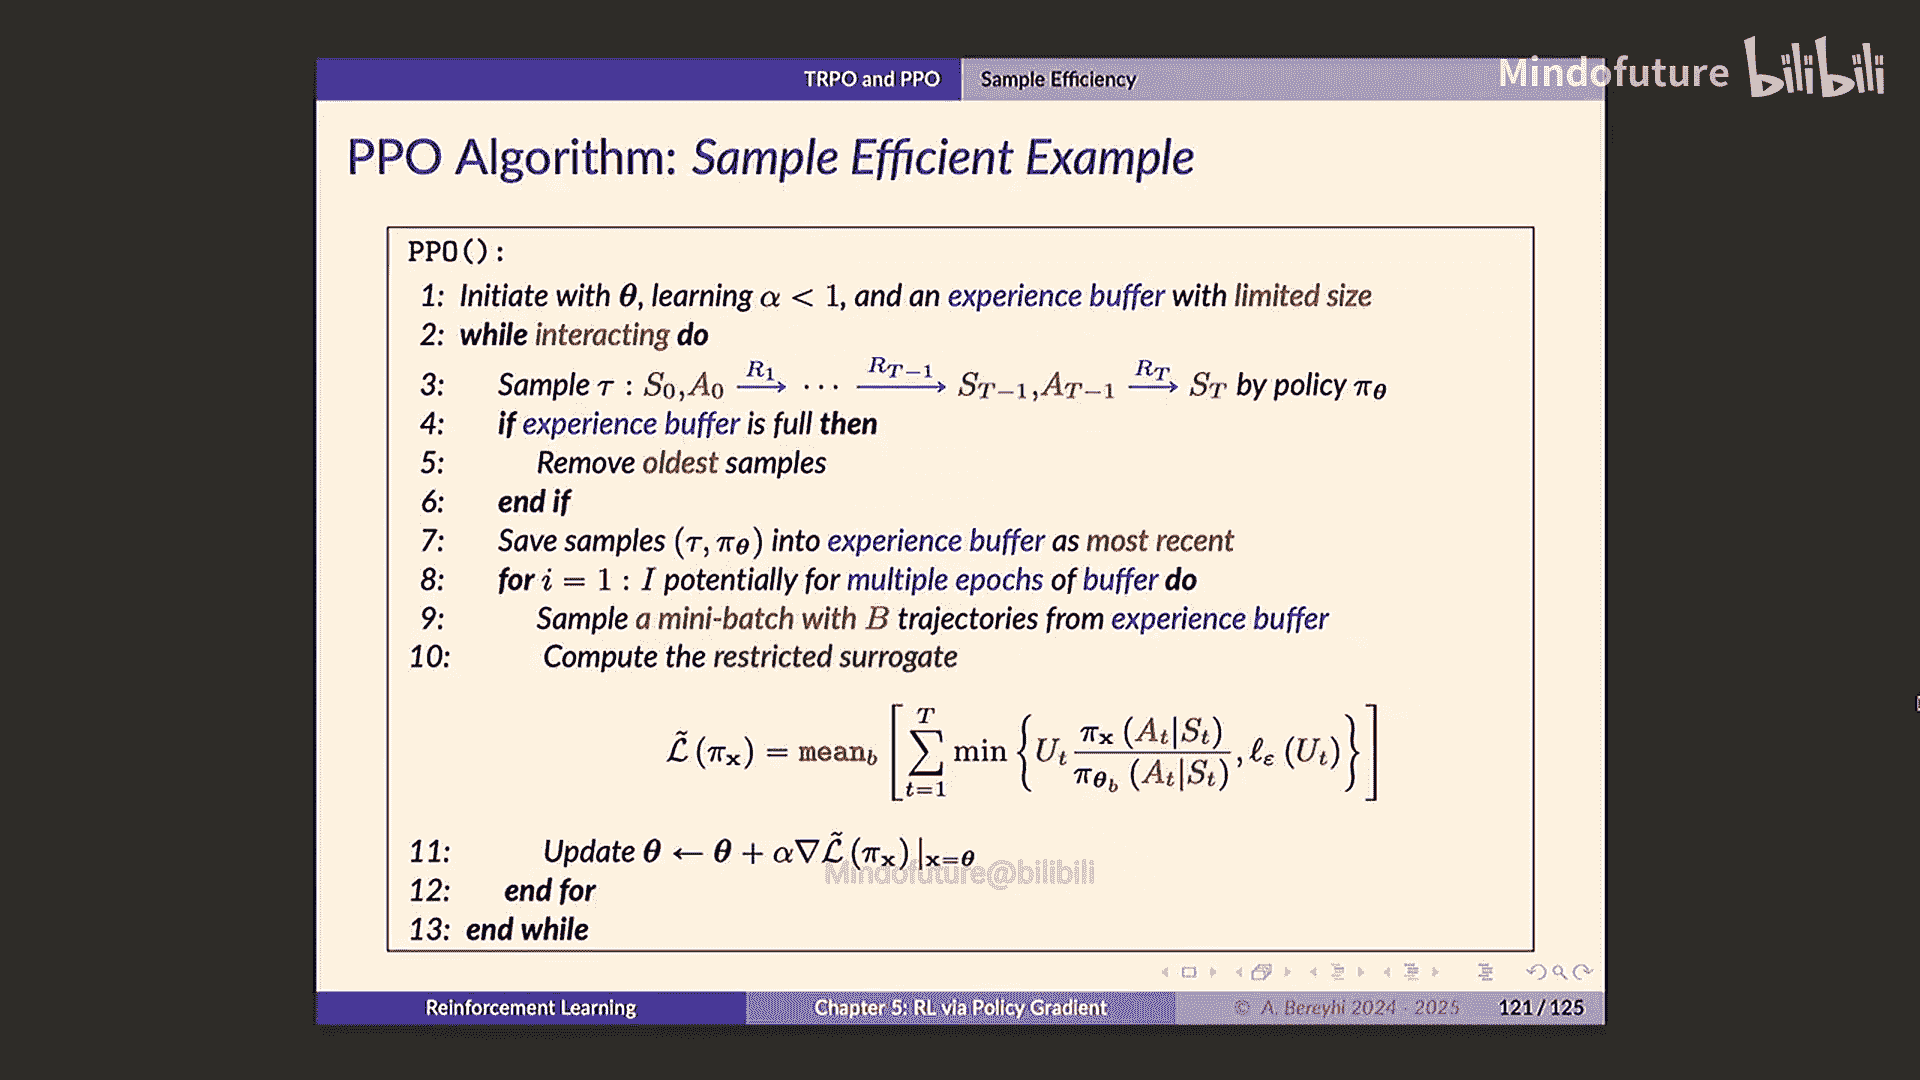 TRPO and PPO Sample Efficiency
Mindofuture bilibili
PPO Algorithm: Sample Efficient Example
PPO():
1: Initiate with θ, learning α < 1, and an experience buffer with limited size
2: while interacting do
3: Sample τ : S₀,A₀ —R₁→ ⋯ —R_{T−1}→ S_{T−1},A_{T−1} —R_T→ S_T by policy π_θ
4: if experience buffer is full then
5: Remove oldest samples
6: end if
7: Save samples (τ, π_θ) into experience buffer as most recent
8: for i = 1 : I potentially for multiple epochs of buffer do
9: Sample a mini-batch with B trajectories from experience buffer
10: Compute the restricted surrogate
ℒ̃ (π_x) = mean_b [ ∑_{t=1}^{T} min { U_t π_x (A_t|S_t) / π_{θ_b} (A_t|S_t) , ℓ_ε (U_t) } ]
11: Update θ ← θ + α∇ℒ̃ (π_x) |_{x=θ}
Mindofuture@bilibili
12: end for
13: end while
Reinforcement Learning Chapter 5: RL via Policy Gradient © A. Bereyhi 2024 - 2025 121 / 125